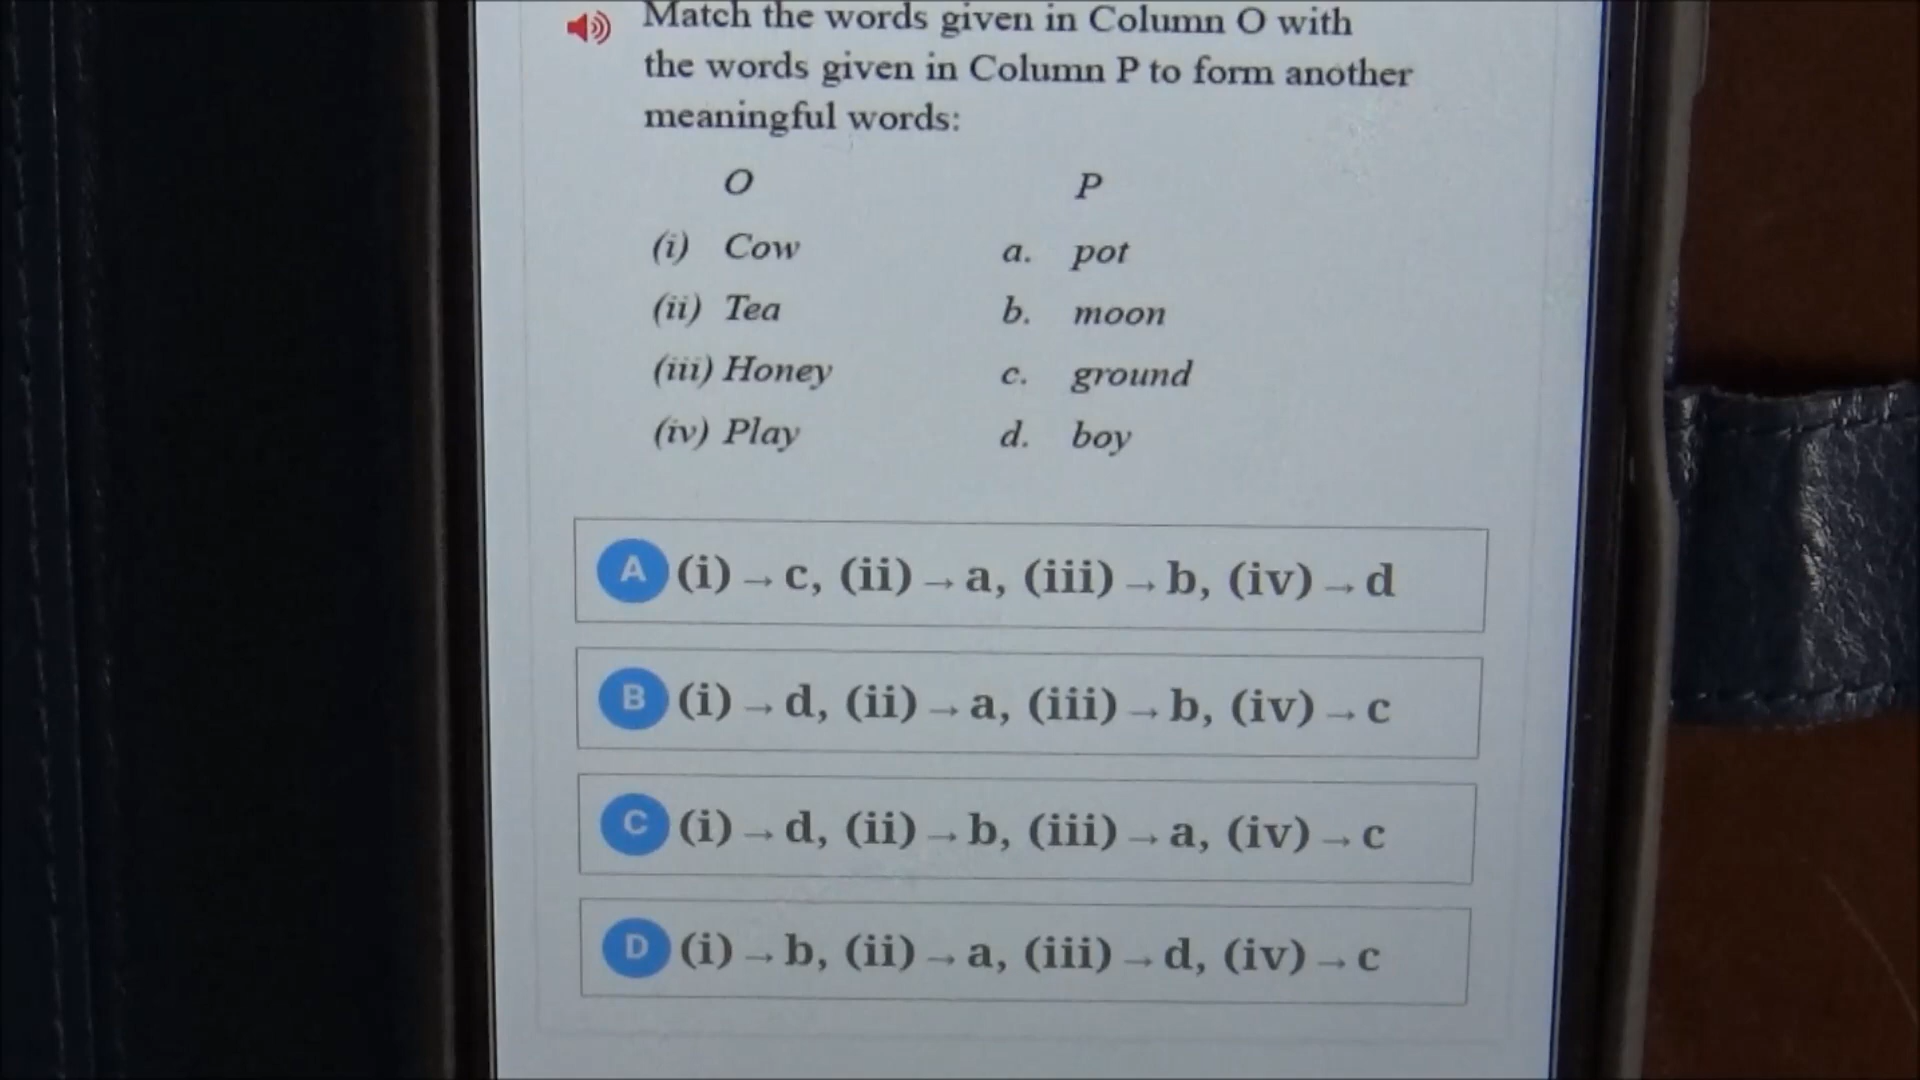 Match the words given in Column O with
the words given in Column P to form another
meaningful words:
O P
(i) Cow a. pot
(ii) Tea b. moon
(iii) Honey c. ground
(iv) Play d. boy
A (i) → c, (ii) → a, (iii) → b, (iv) → d
B (i) → d, (ii) → a, (iii) → b, (iv) → c
C (i) → d, (ii) → b, (iii) → a, (iv) → c
D (i) → b, (ii) → a, (iii) → d, (iv) → c